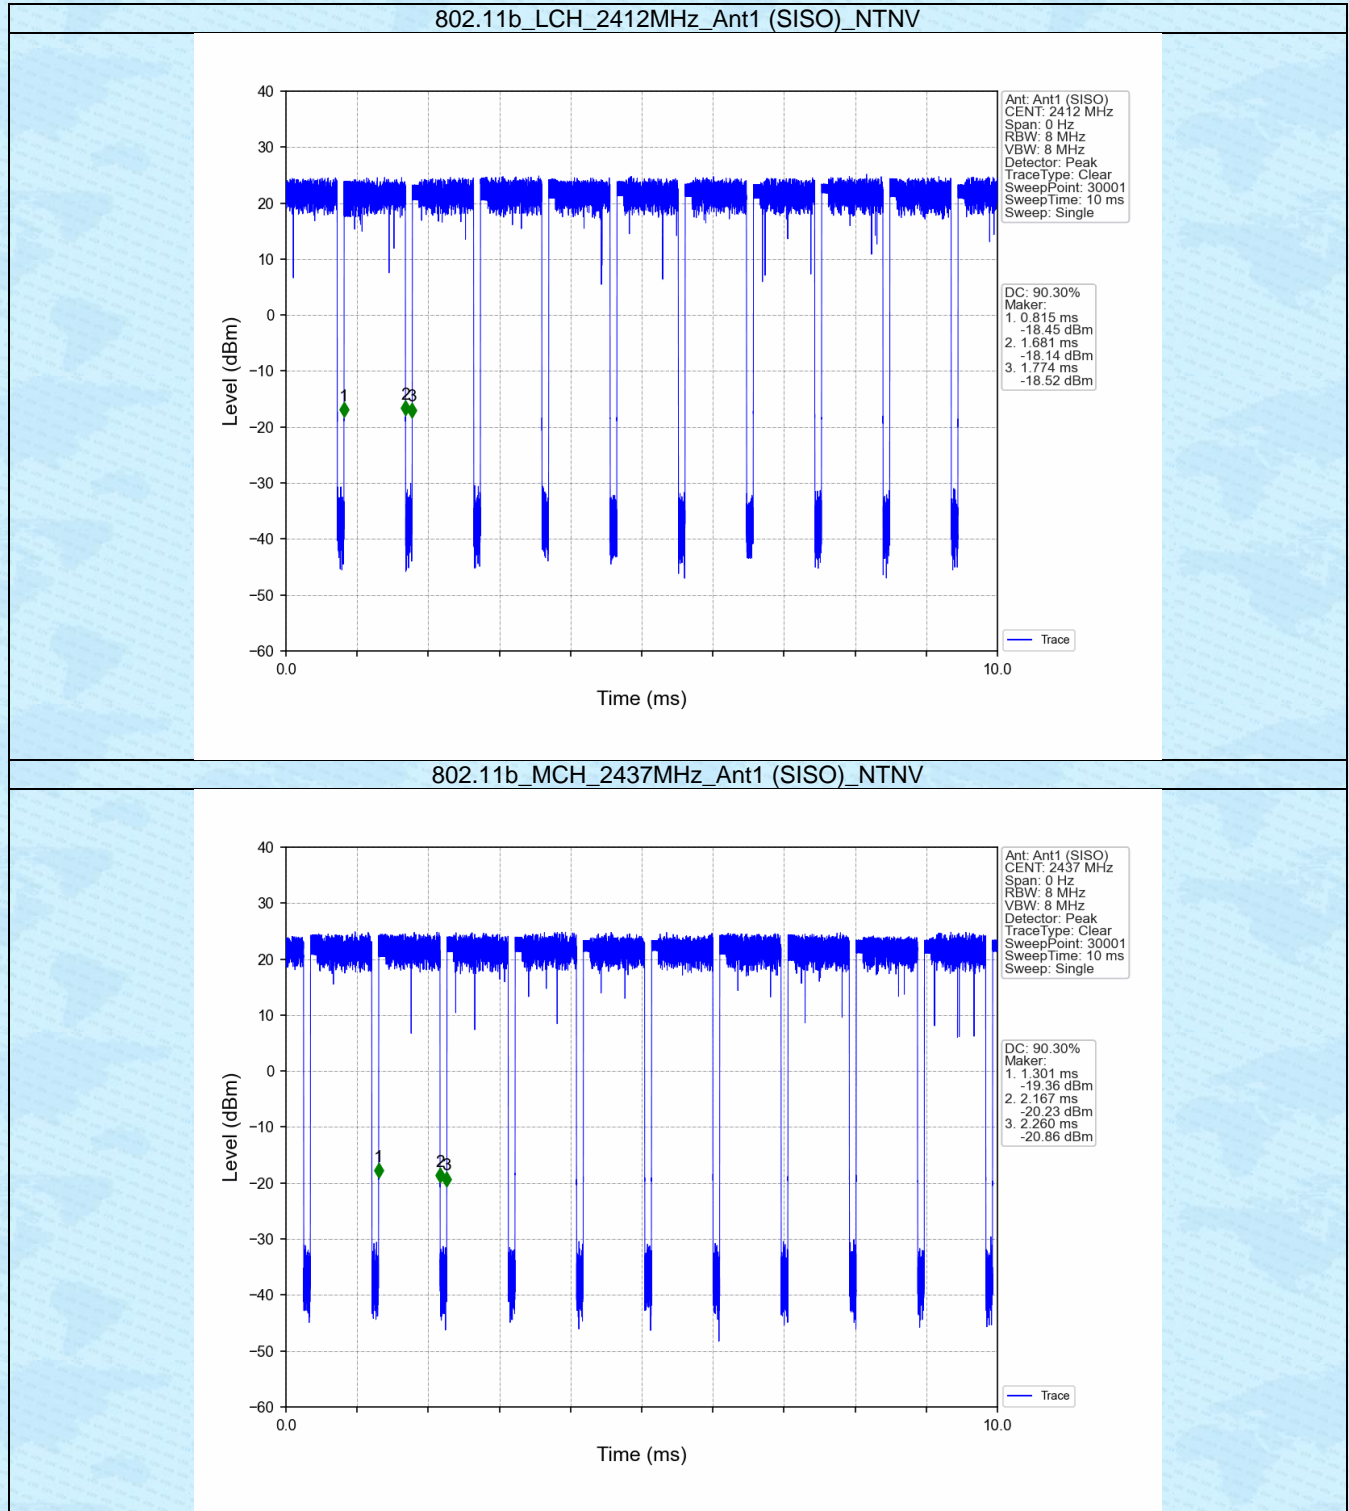 802.11b_LCH_2412MHz_Ant1 (SISO)_NTNV
40
30
20
10
0
−10
−20
−30
−40
−50
−60
Level (dBm)
1
2
3
0.0
10.0
Time (ms)
Ant: Ant1 (SISO)
CENT: 2412 MHz
Span: 0 Hz
RBW: 8 MHz
VBW: 8 MHz
Detector: Peak
TraceType: Clear
SweepPoint: 30001
SweepTime: 10 ms
Sweep: Single
DC: 90.30%
Maker:
1. 0.815 ms
-18.45 dBm
2. 1.681 ms
-18.14 dBm
3. 1.774 ms
-18.52 dBm
Trace
802.11b_MCH_2437MHz_Ant1 (SISO)_NTNV
40
30
20
10
0
−10
−20
−30
−40
−50
−60
Level (dBm)
1
2
3
0.0
10.0
Time (ms)
Ant: Ant1 (SISO)
CENT: 2437 MHz
Span: 0 Hz
RBW: 8 MHz
VBW: 8 MHz
Detector: Peak
TraceType: Clear
SweepPoint: 30001
SweepTime: 10 ms
Sweep: Single
DC: 90.30%
Maker:
1. 1.301 ms
-19.36 dBm
2. 2.167 ms
-20.23 dBm
3. 2.260 ms
-20.86 dBm
Trace